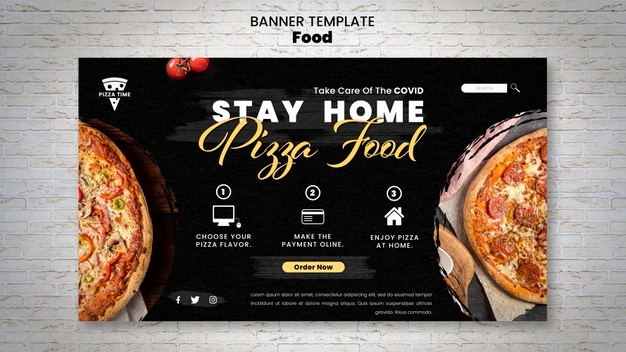 BANNER TEMPLATE
Food
PIZZA TIME
Take Care Of The COVID
SEARCH
STAY HOME
Pizza Food
1
2
3
CHOOSE YOUR
PIZZA FLAVOR.
MAKE THE
PAYMENT OLINE.
ENJOY PIZZA
AT HOME.
Order Now
Lorem ipsum dolor sit amet, consectetur adipiscing elit, sed do eiusmod tempor
incididunt ut labore et dolore magna aliqua. Quis ipsum suspendisse ultrices gravida.
Risus commodo.